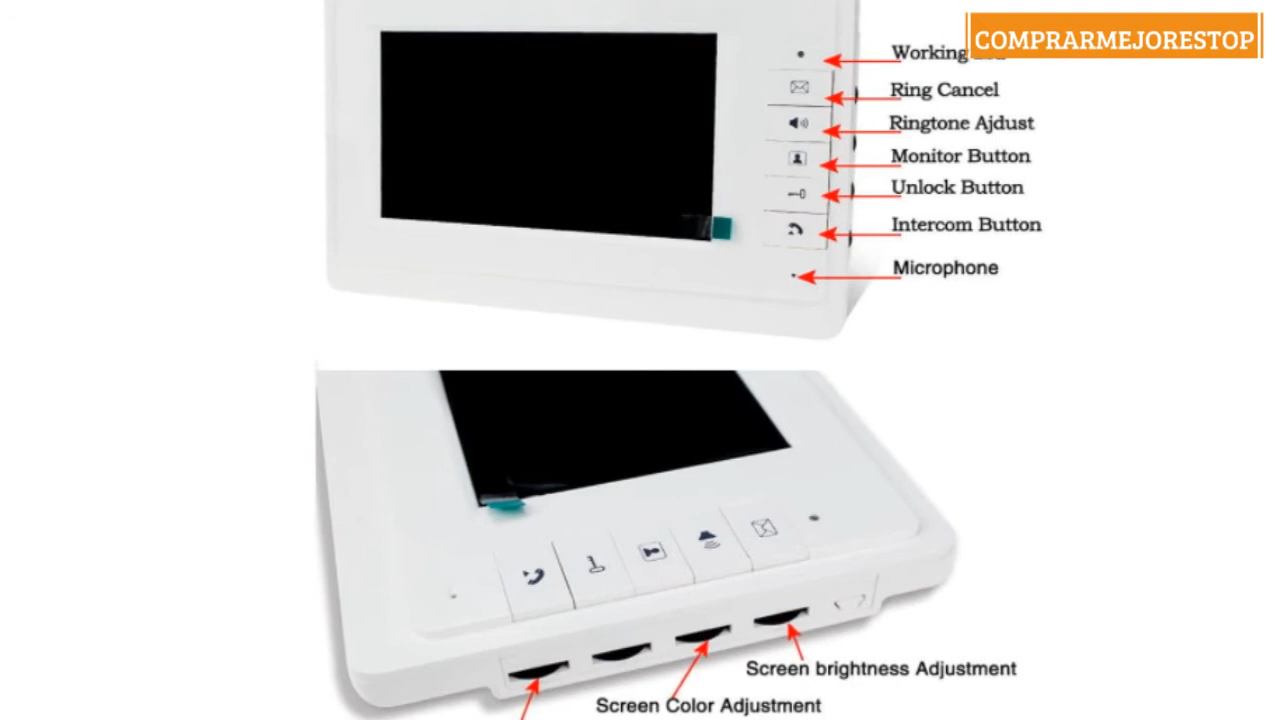 COMPRARMEJORESTOP
Working
Ring Cancel
Ringtone Ajdust
Monitor Button
Unlock Button
Intercom Button
Microphone
Screen brightness Adjustment
Screen Color Adjustment